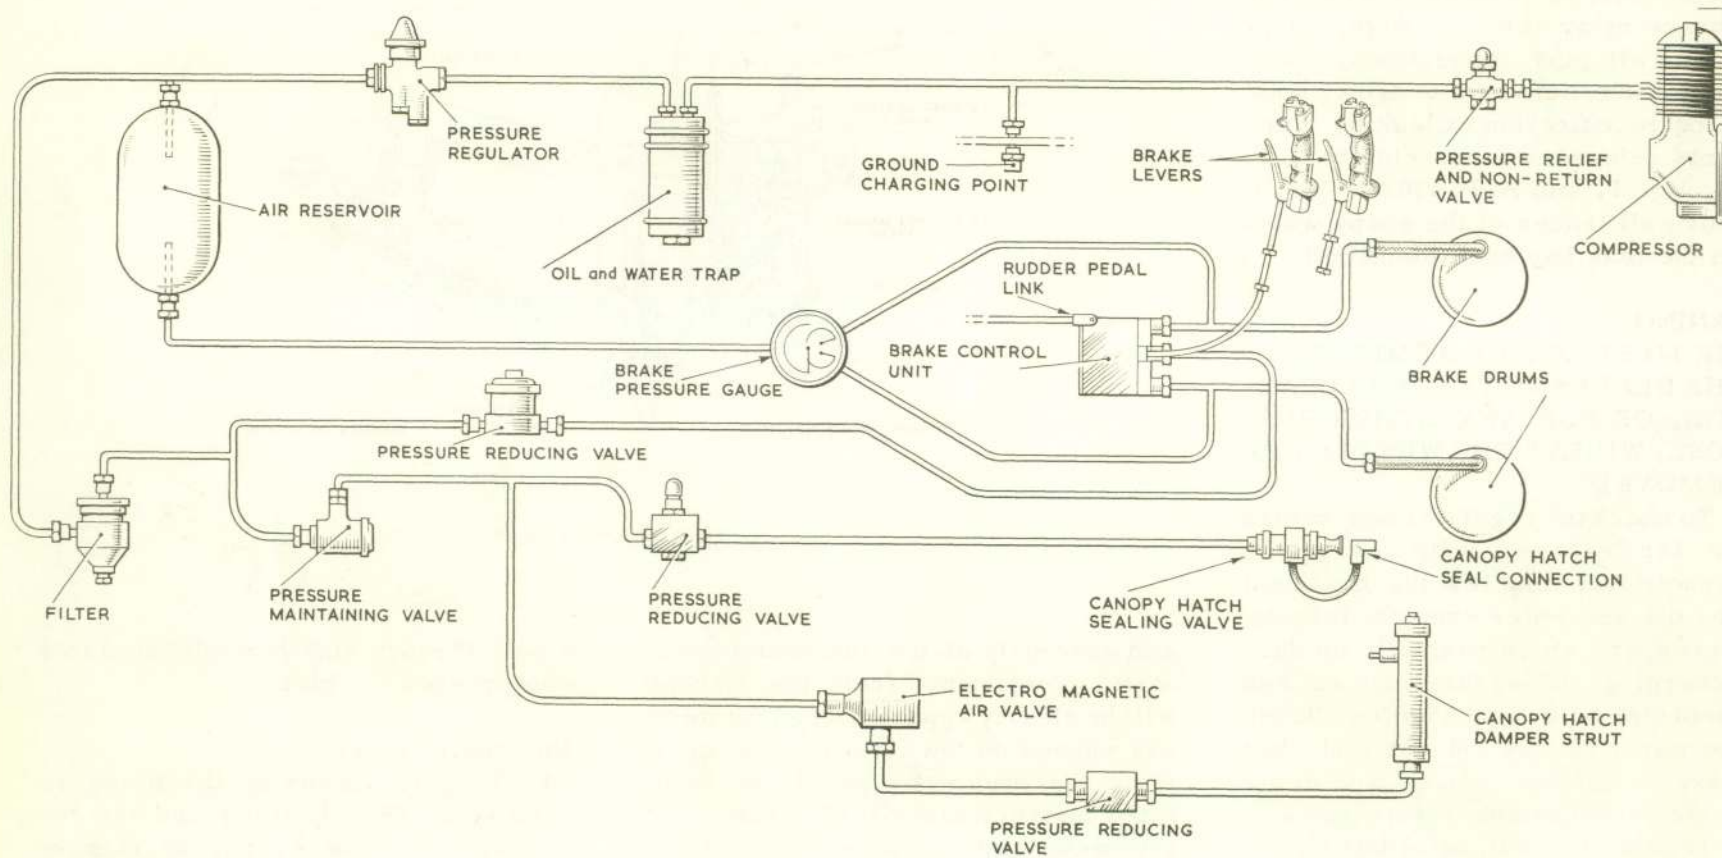 PRESSURE
REGULATOR
AIR RESERVOIR
OIL and WATER TRAP
GROUND
CHARGING POINT
BRAKE
LEVERS
PRESSURE RELIEF
AND NON-RETURN
VALVE
COMPRESSOR
RUDDER PEDAL
LINK
BRAKE CONTROL
UNIT
BRAKE
PRESSURE GAUGE
BRAKE DRUMS
PRESSURE REDUCING VALVE
FILTER
PRESSURE
MAINTAINING VALVE
PRESSURE
REDUCING VALVE
CANOPY HATCH
SEALING VALVE
CANOPY HATCH
SEAL CONNECTION
ELECTRO MAGNETIC
AIR VALVE
CANOPY HATCH
DAMPER STRUT
PRESSURE REDUCING
VALVE